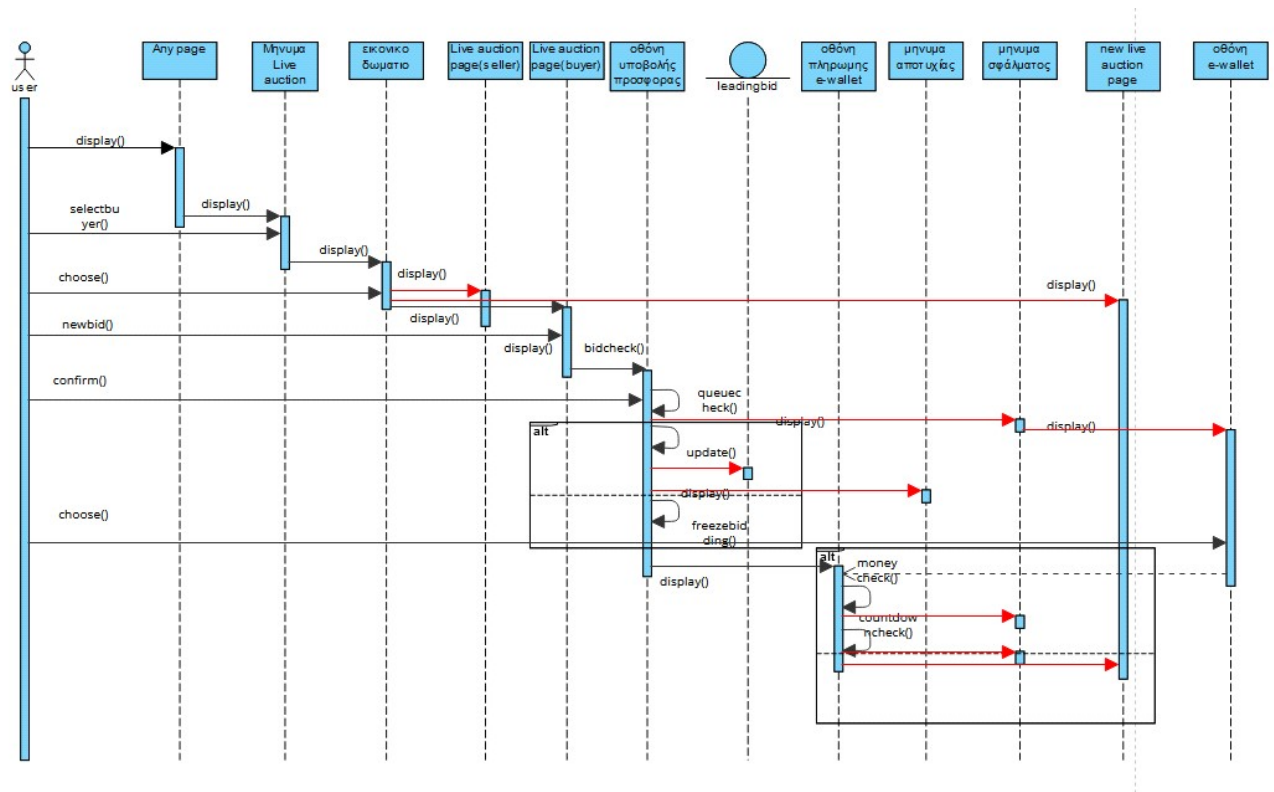 user
Any page
Μηνυμα
Live
auction
εικονικο
δωματιο
Live auction
page(seller)
Live auction
page(buyer)
οθόνη
υποβολής
προσφορας
leadingbid
οθόνη
πληρωμης
e-wallet
μηνυμα
αποτυχίας
μηνυμα
σφάλματος
new live
auction
page
οθόνη
e-wallet
display()
display()
selectbu
yer()
display()
choose()
display()
display()
display()
newbid()
display()
bidcheck()
confirm()
queuec
heck()
display()
display()
alt
update()
display()
choose()
freezebid
ding()
alt
money
check()
display()
countdow
ncheck()